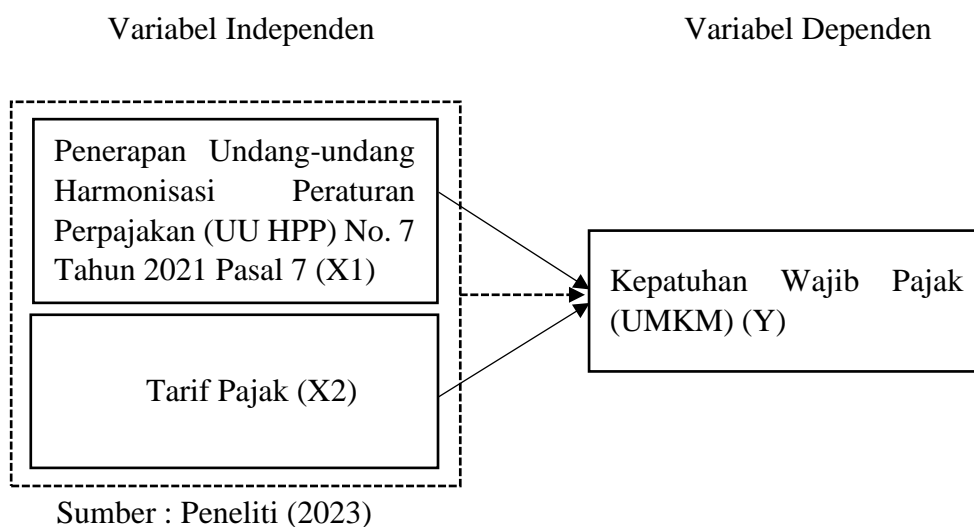 Variabel Independen
Variabel Dependen
Penerapan Undang-undang
Harmonisasi Peraturan
Perpajakan (UU HPP) No. 7
Tahun 2021 Pasal 7 (X1)
Kepatuhan Wajib Pajak
(UMKM) (Y)
Tarif Pajak (X2)
Sumber : Peneliti (2023)